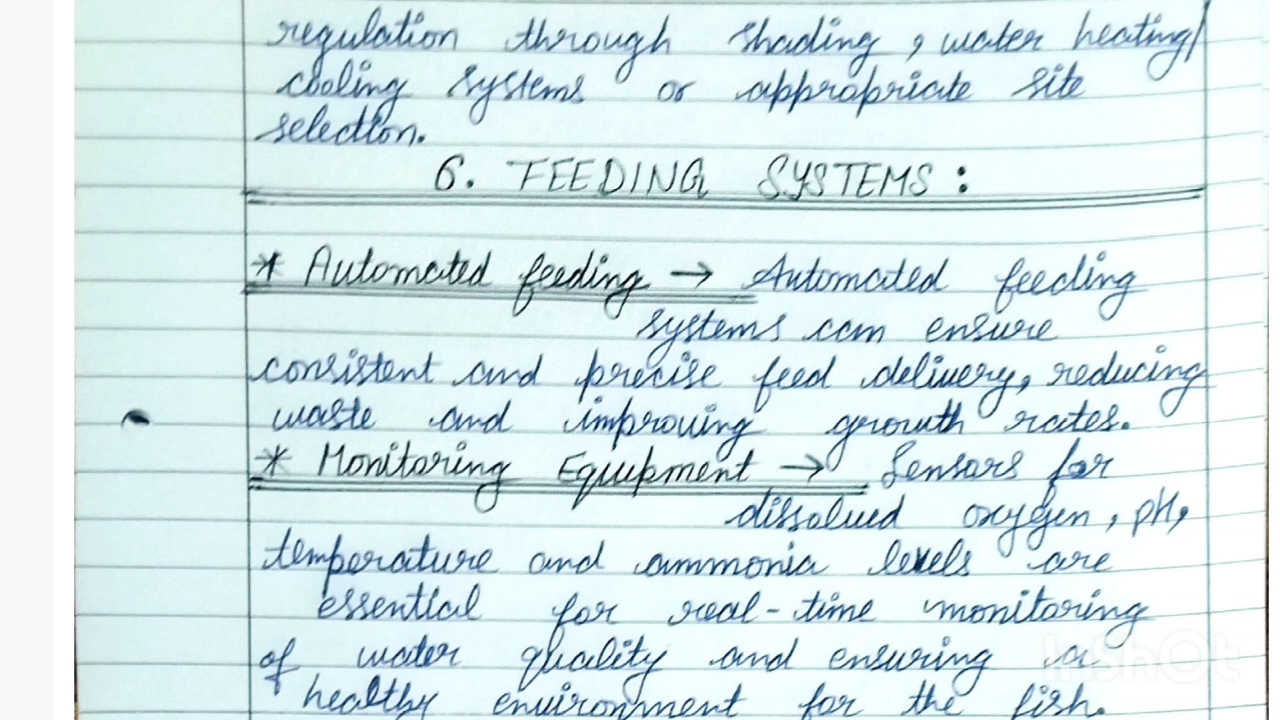 regulation through shading, water heating/
cooling systems or appropriate site
selection.
6. FEEDING SYSTEMS:
* Automated feeding → Automated feeding
systems can ensure
consistent and precise feed delivery, reducing
waste and improving growth rates.
* Monitoring Equipment → Sensors for
dissolved oxygen, pH,
temperature and ammonia levels are
essential for real-time monitoring
of water quality and ensuring a
healthy environment for the fish.
InShOt